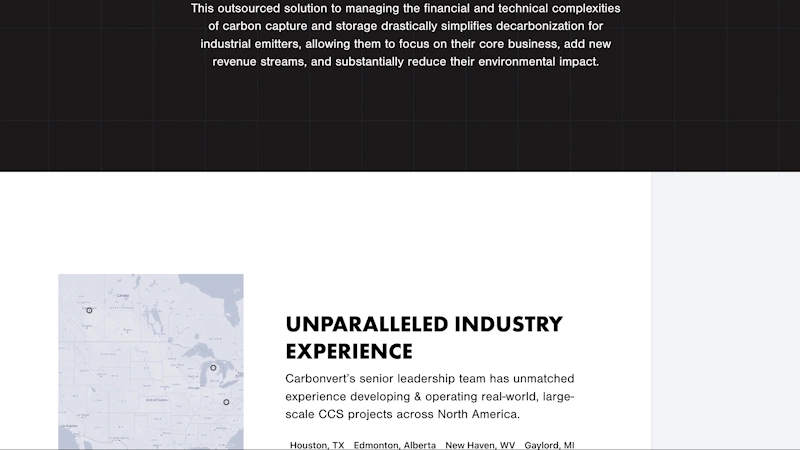 This outsourced solution to managing the financial and technical complexities
of carbon capture and storage drastically simplifies decarbonization for
industrial emitters, allowing them to focus on their core business, add new
revenue streams, and substantially reduce their environmental impact.
Canada
United States
UNPARALLELED INDUSTRY
EXPERIENCE
Carbonvert's senior leadership team has unmatched
experience developing & operating real-world, large-
scale CCS projects across North America.
Houston, TX Edmonton, Alberta New Haven, WV Gaylord, MI